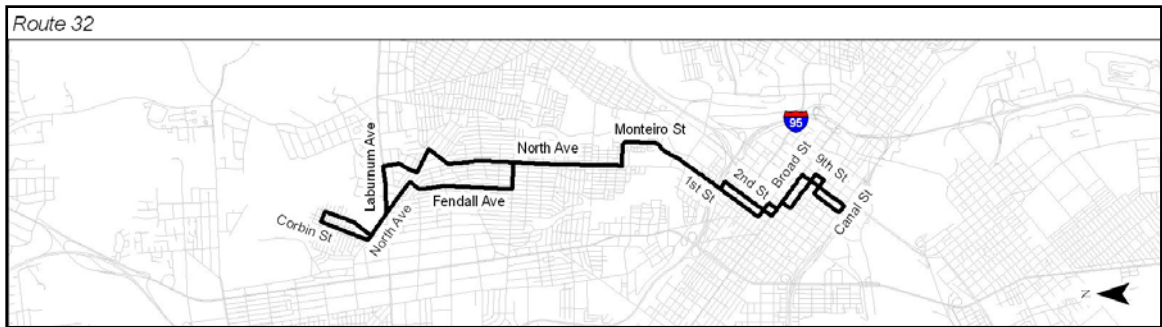 Route 32
Monteiro St
North Ave
Laburnum Ave
Fendall Ave
North Ave
Corbin St
1st St
2nd St
Broad St
9th St
Canal St
95
N